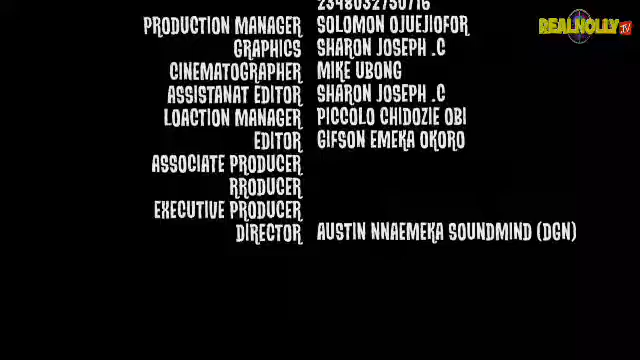 2348032750716
PRODUCTION MANAGER SOLOMON OJUEJIOFOR
GRAPHICS SHARON JOSEPH .C
CINEMATOGRAPHER MIKE UBONG
ASSISTANAT EDITOR SHARON JOSEPH .C
LOACTION MANAGER PICCOLO CHIDOZIE OBI
EDITOR GIFSON EMEKA OKORO
ASSOCIATE PRODUCER
RRODUCER
EXECUTIVE PRODUCER
DIRECTOR AUSTIN NNAEMEKA SOUNDMIND (DGN)
REALNOLLY TV